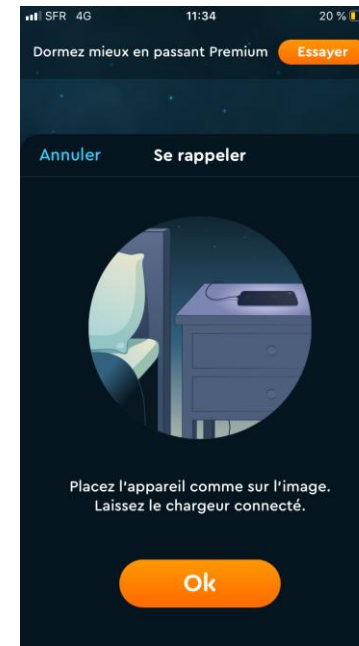 SFR 4G 11:34 20 %
Dormez mieux en passant Premium Essayer
Annuler Se rappeler
Placez l'appareil comme sur l'image.
Laissez le chargeur connecté.
Ok